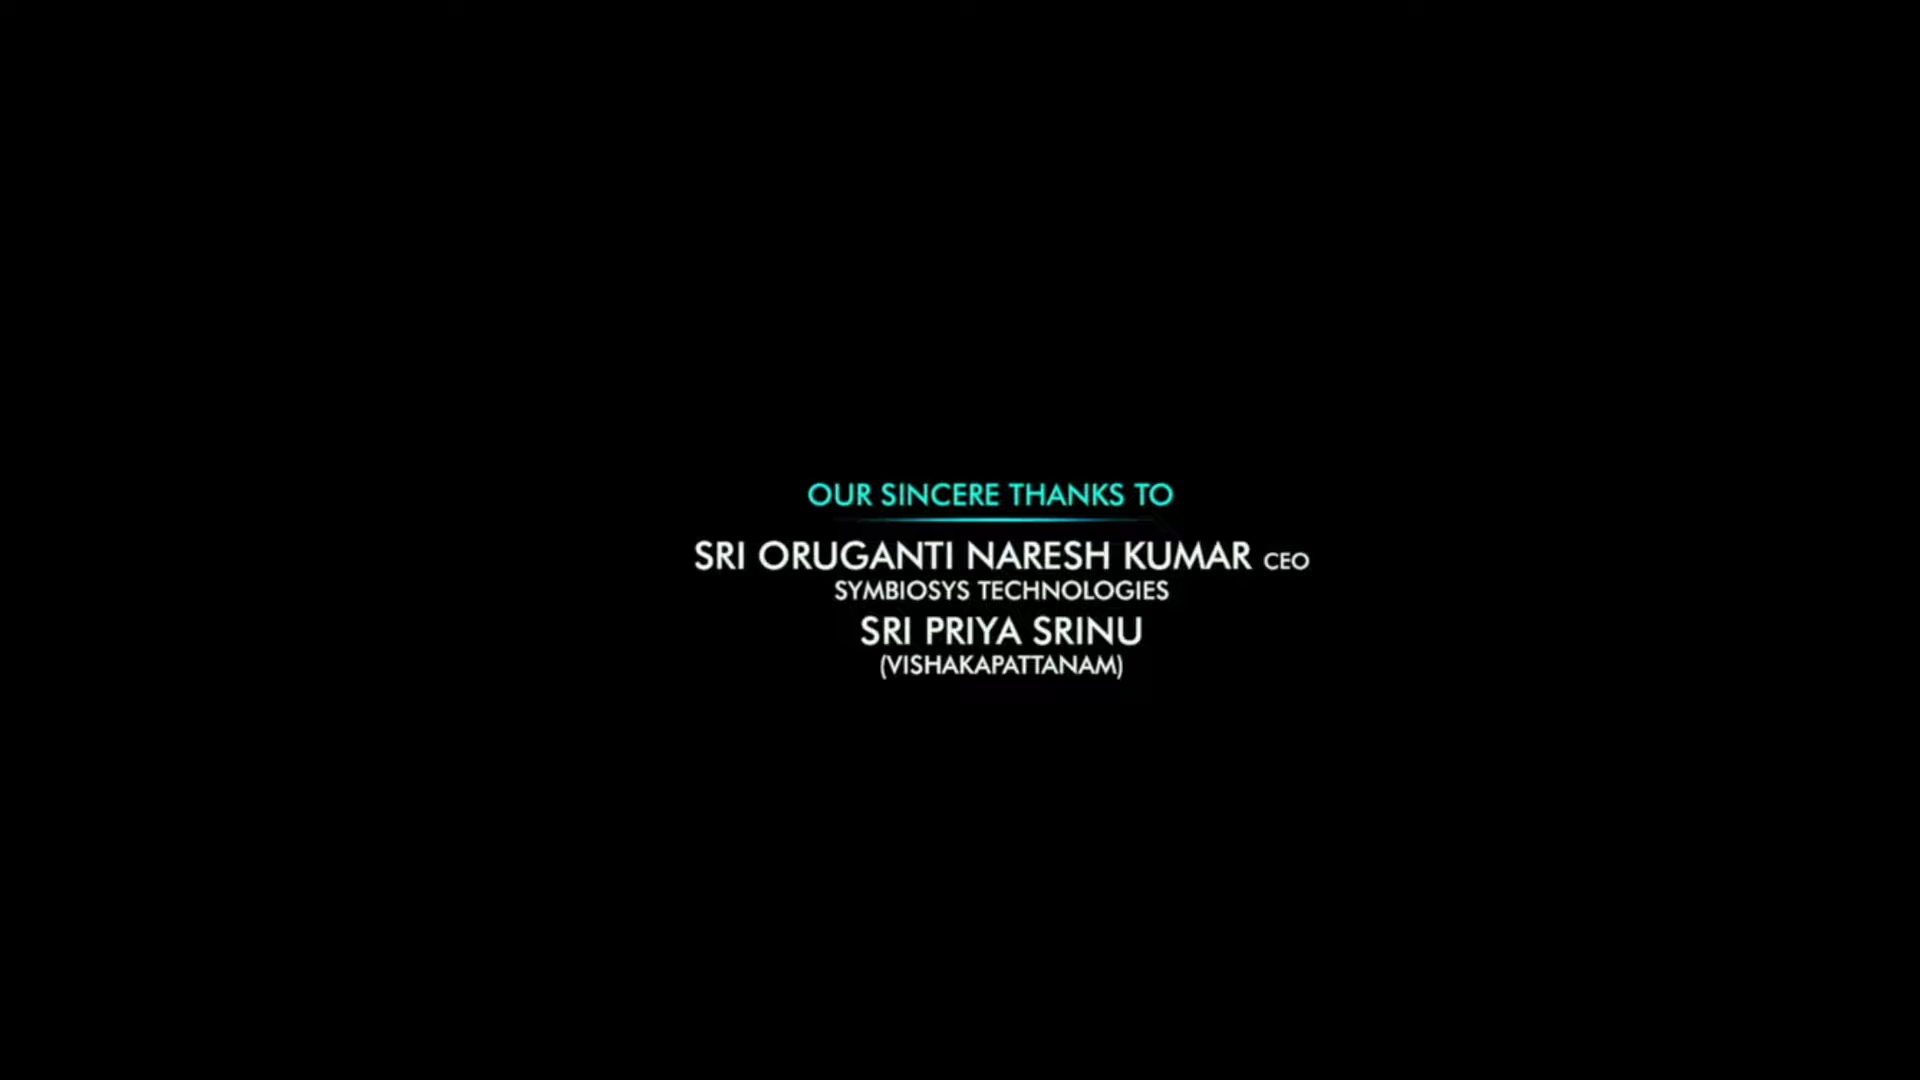 OUR SINCERE THANKS TO
SRI ORUGANTI NARESH KUMAR CEO
SYMBIOSYS TECHNOLOGIES
SRI PRIYA SRINU
(VISHAKAPATTANAM)